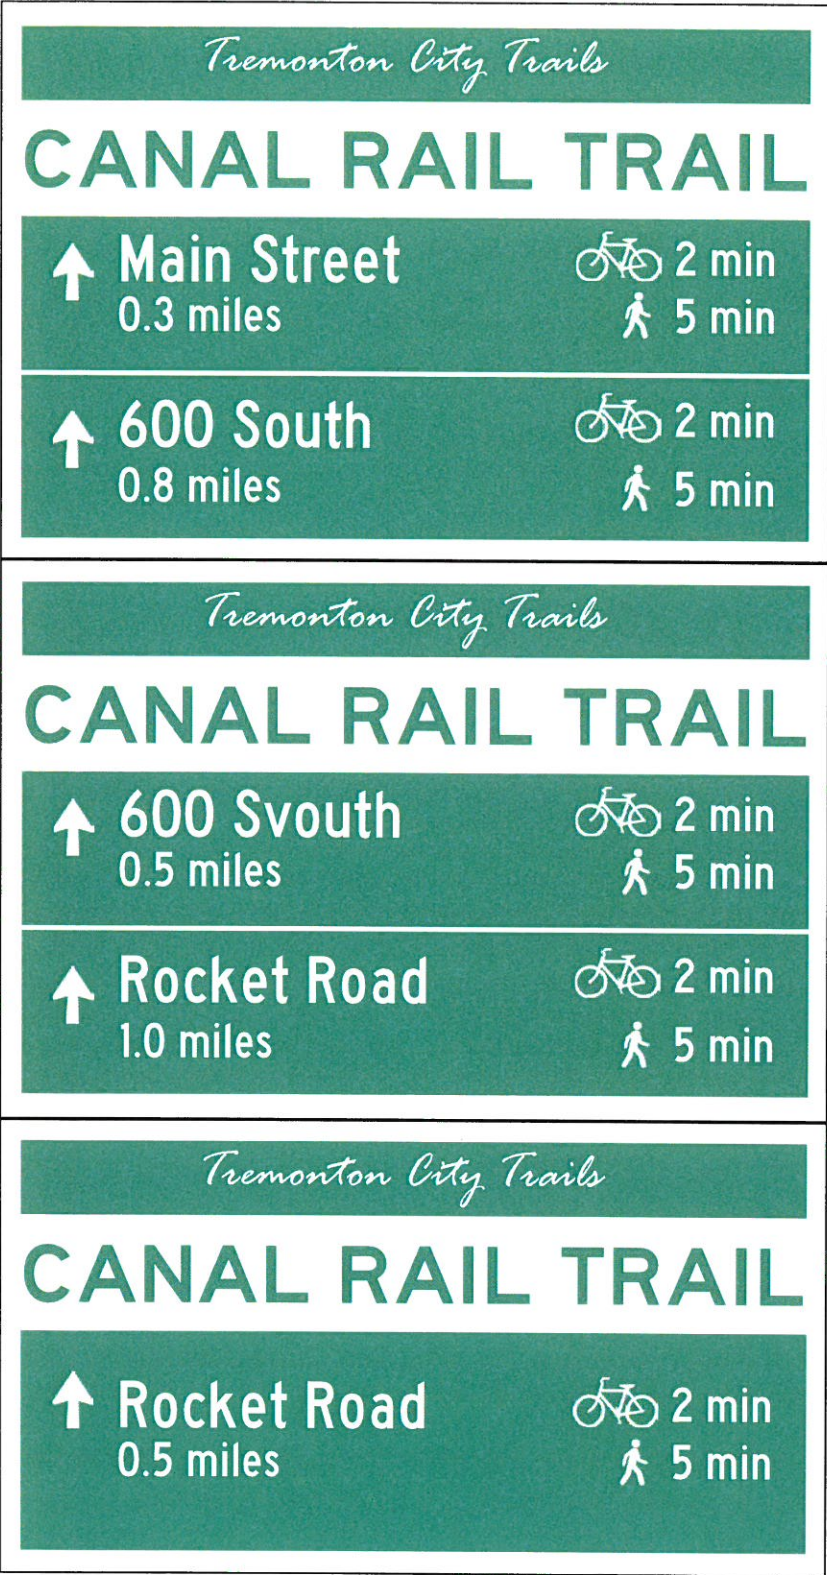 Tremonton City Trails
CANAL RAIL TRAIL
Main Street 2 min
0.3 miles 5 min
600 South 2 min
0.8 miles 5 min
Tremonton City Trails
CANAL RAIL TRAIL
600 Svouth 2 min
0.5 miles 5 min
Rocket Road 2 min
1.0 miles 5 min
Tremonton City Trails
CANAL RAIL TRAIL
Rocket Road 2 min
0.5 miles 5 min